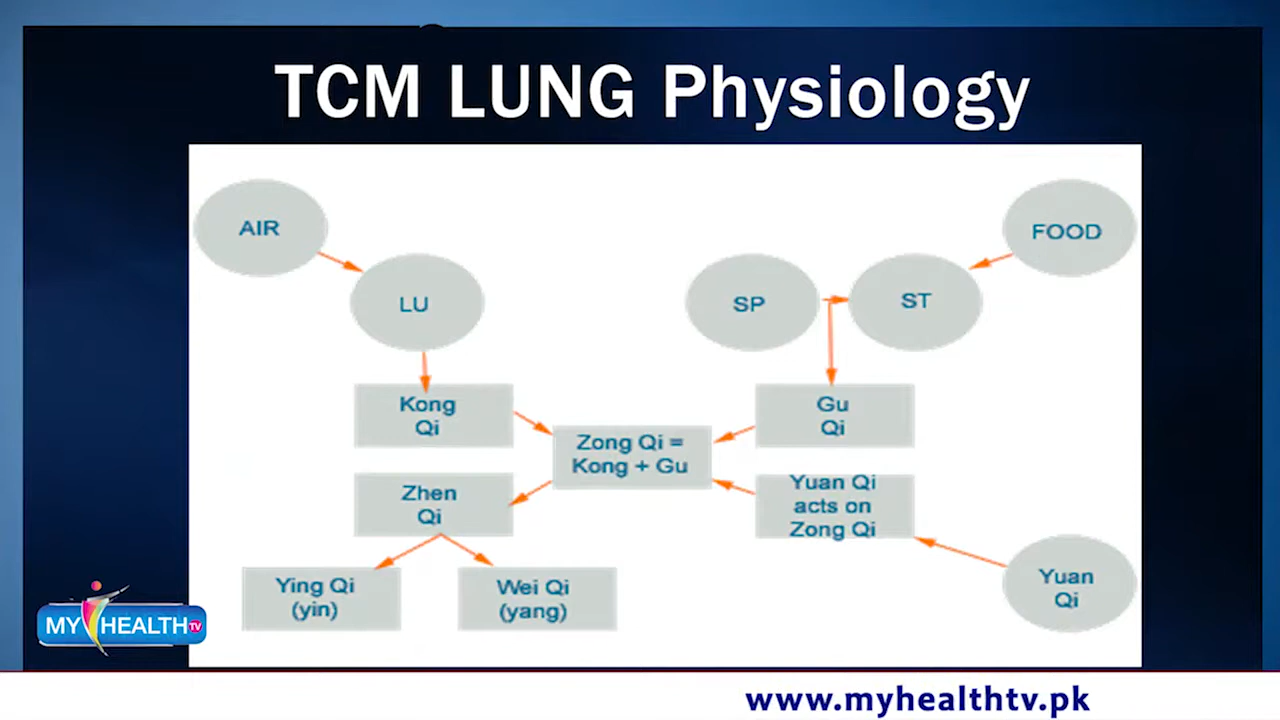 TCM LUNG Physiology
AIR
FOOD
LU
SP
ST
Kong
Qi
Gu
Qi
Zong Qi =
Kong + Gu
Zhen
Qi
Yuan Qi
acts on
Zong Qi
Ying Qi
(yin)
Wei Qi
(yang)
Yuan
Qi
MY HEALTH TV
www.myhealthtv.pk